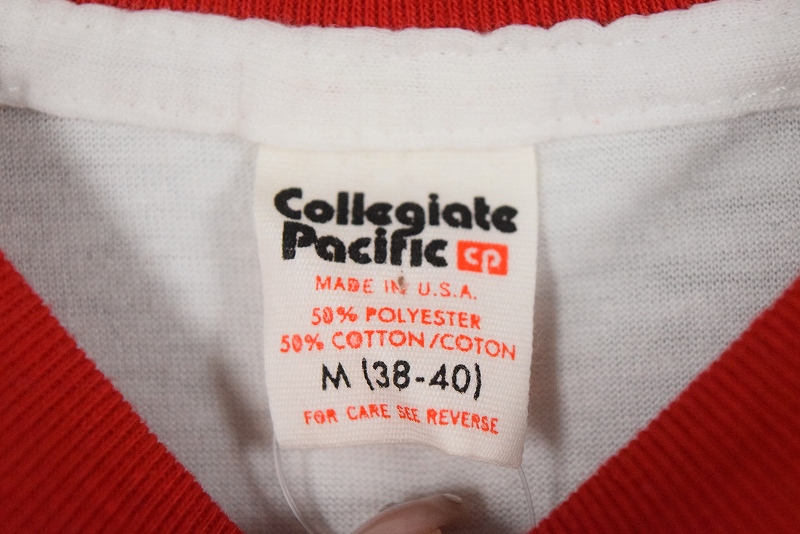 Collegiate
Pacific cp
MADE IN U.S.A.
50% POLYESTER
50% COTTON/COTON
M (38-40)
FOR CARE SEE REVERSE